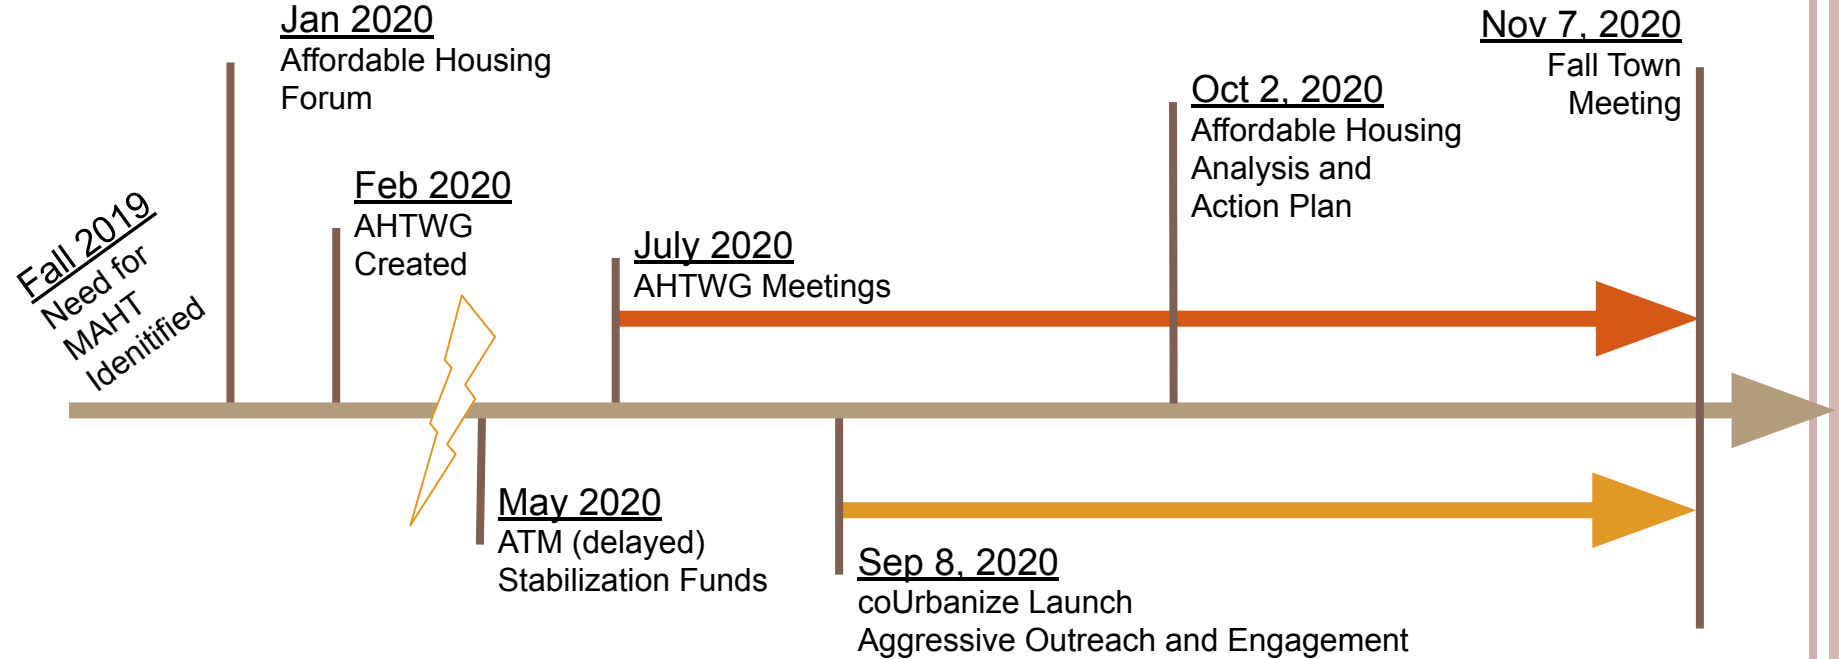 Fall 2019
Need for
MAHT
Idenitified
Jan 2020
Affordable Housing
Forum
Feb 2020
AHTWG
Created
May 2020
ATM (delayed)
Stabilization Funds
July 2020
AHTWG Meetings
Sep 8, 2020
coUrbanize Launch
Aggressive Outreach and Engagement
Oct 2, 2020
Affordable Housing
Analysis and
Action Plan
Nov 7, 2020
Fall Town
Meeting